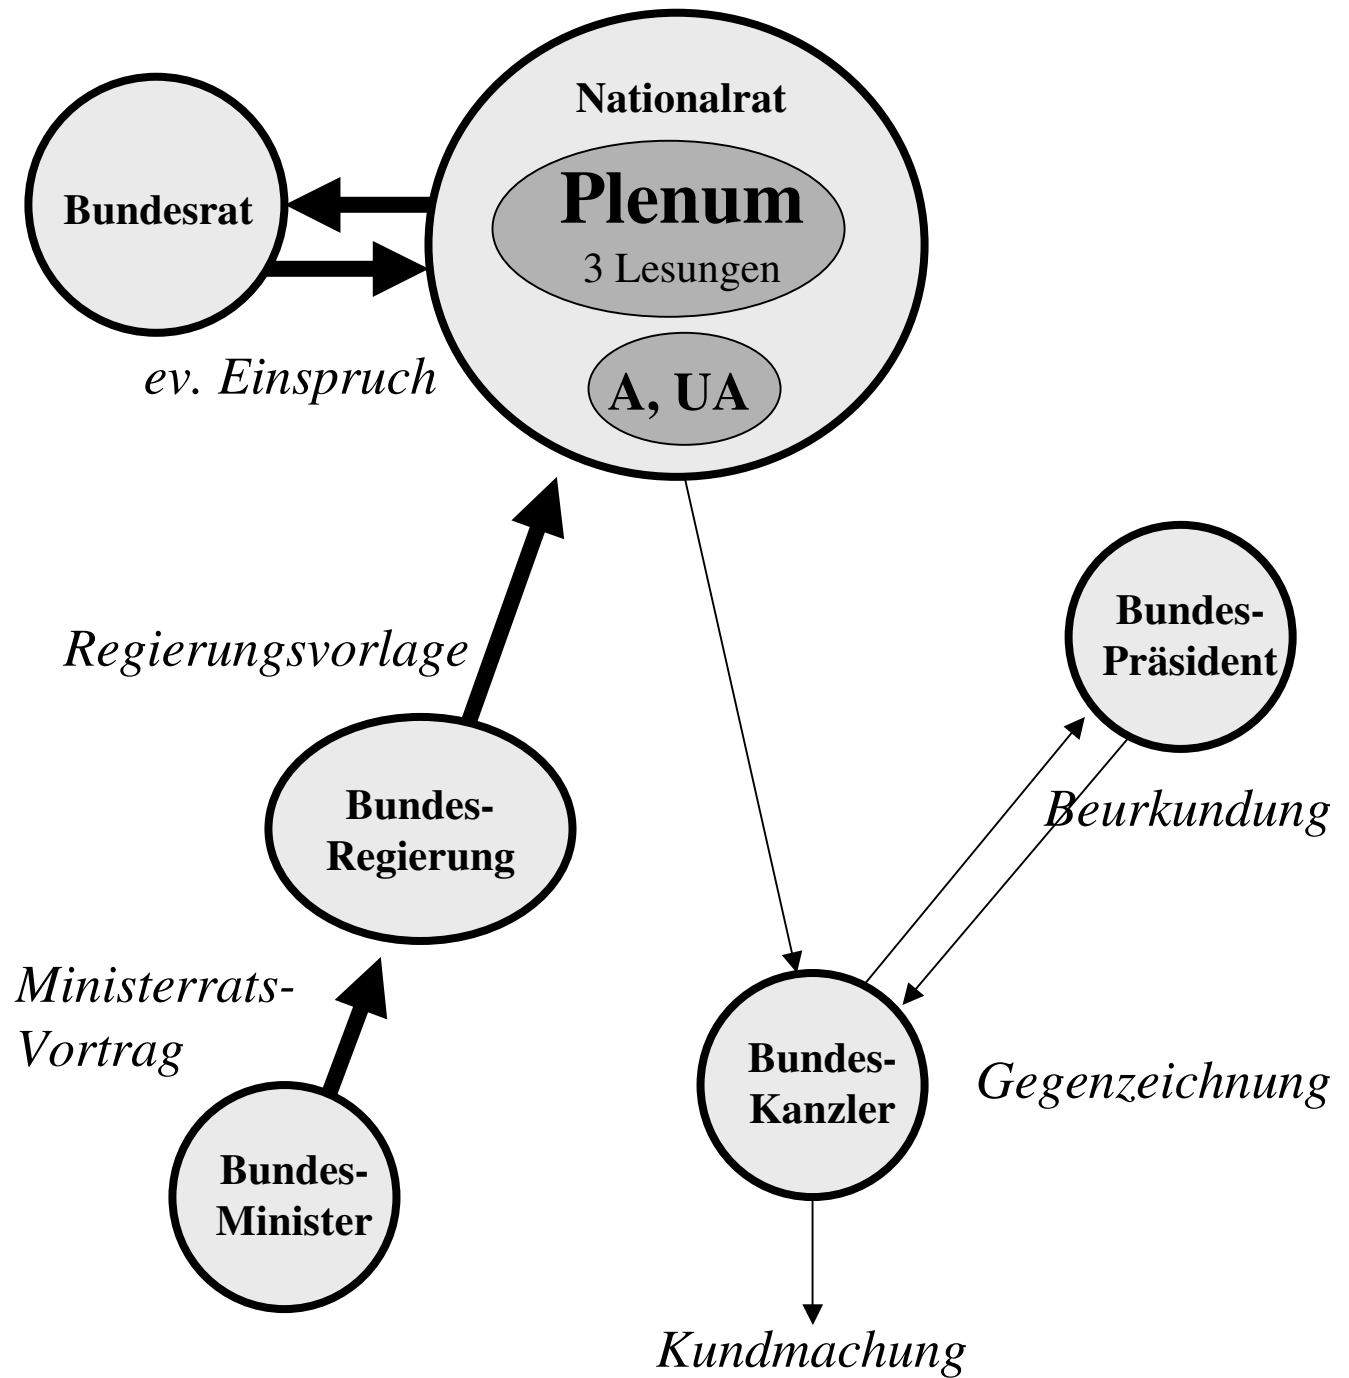 Nationalrat
Plenum
3 Lesungen
A, UA
Bundesrat
ev. Einspruch
Regierungsvorlage
Bundes-
Präsident
Beurkundung
Bundes-
Regierung
Ministerrats-
Vortrag
Bundes-
Minister
Bundes-
Kanzler
Gegenzeichnung
Kundmachung